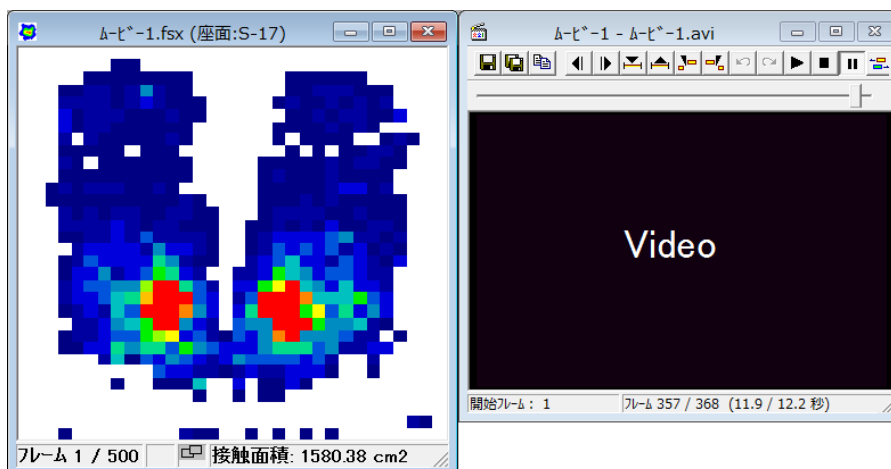 ﾑｰﾋﾞｰ1.fsx (座面:S-17)
フレーム 1 / 500
接触面積: 1580.38 cm2
ﾑｰﾋﾞｰ1 - ﾑｰﾋﾞｰ1.avi
Video
開始ﾌﾚｰﾑ： 1
ﾌﾚｰﾑ 357 / 368 (11.9 / 12.2 秒)